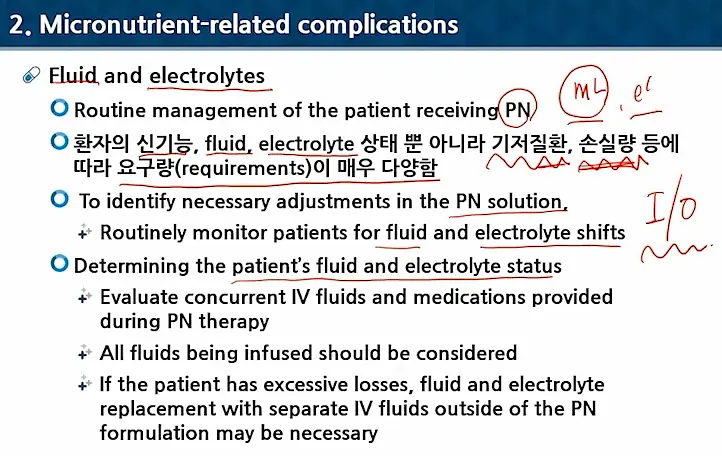 2. Micronutrient-related complications
Fluid and electrolytes
Routine management of the patient receiving PN
mL
환자의 신기능, fluid, electrolyte 상태 뿐 아니라 기저질환, 손실량 등에
따라 요구량(requirements)이 매우 다양함
To identify necessary adjustments in the PN solution,
I/O
Routinely monitor patients for fluid and electrolyte shifts
Determining the patient's fluid and electrolyte status
Evaluate concurrent IV fluids and medications provided
during PN therapy
All fluids being infused should be considered
If the patient has excessive losses, fluid and electrolyte
replacement with separate IV fluids outside of the PN
formulation may be necessary